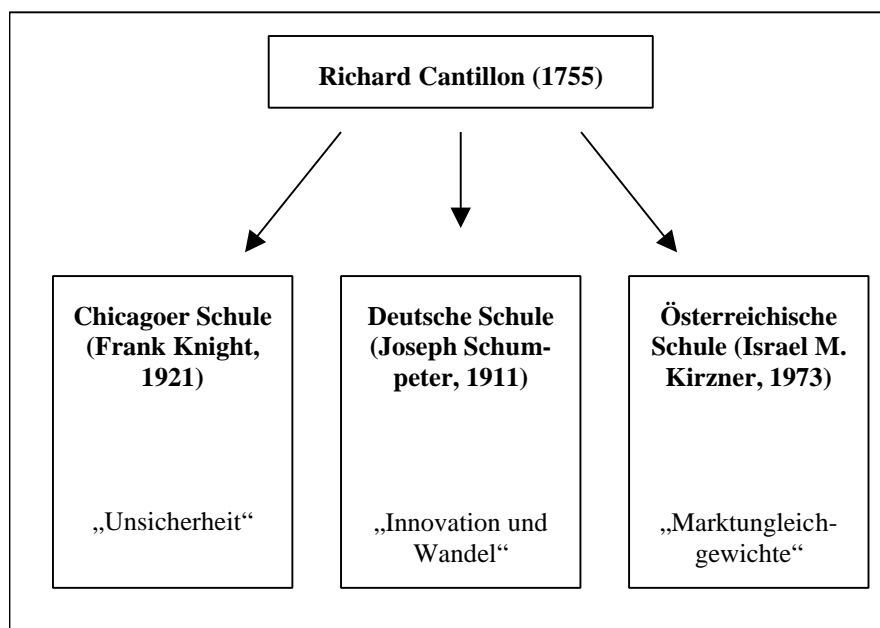 Richard Cantillon (1755)
Chicagoer Schule
(Frank Knight,
1921)
„Unsicherheit“
Deutsche Schule
(Joseph Schum-
peter, 1911)
„Innovation und
Wandel“
Österreichische
Schule (Israel M.
Kirzner, 1973)
„Marktungleich-
gewichte“